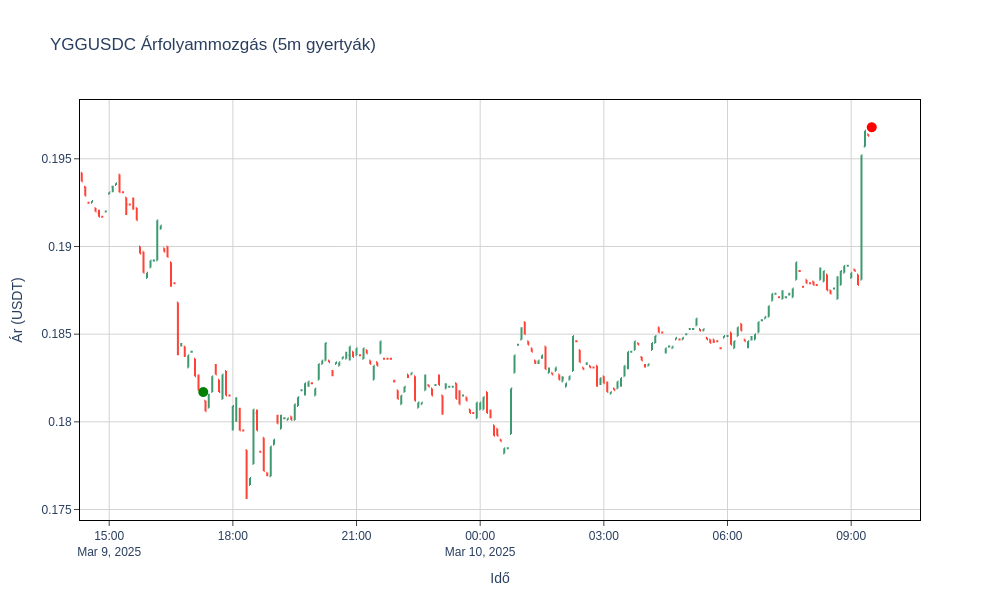 YGGUSDC Árfolyammozgás (5m gyertyák)
Ár (USDT)
0.195
0.19
0.185
0.18
0.175
15:00 18:00 21:00 00:00 03:00 06:00 09:00
Mar 9, 2025 Mar 10, 2025
Idő